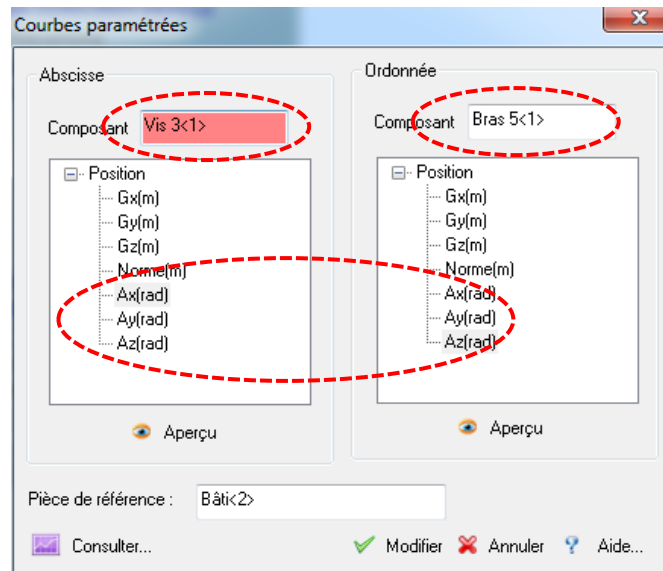 Courbes paramétrées
Abscisse
Composant Vis 3<1>
Position
Gx(m)
Gy(m)
Gz(m)
Norme(m)
Ax(rad)
Ay(rad)
Az(rad)
Aperçu
Ordonnée
Composant Bras 5<1>
Position
Gx(m)
Gy(m)
Gz(m)
Norme(m)
Ax(rad)
Ay(rad)
Az(rad)
Aperçu
Pièce de référence : Bâti<2>
Consulter... Modifier Annuler Aide...